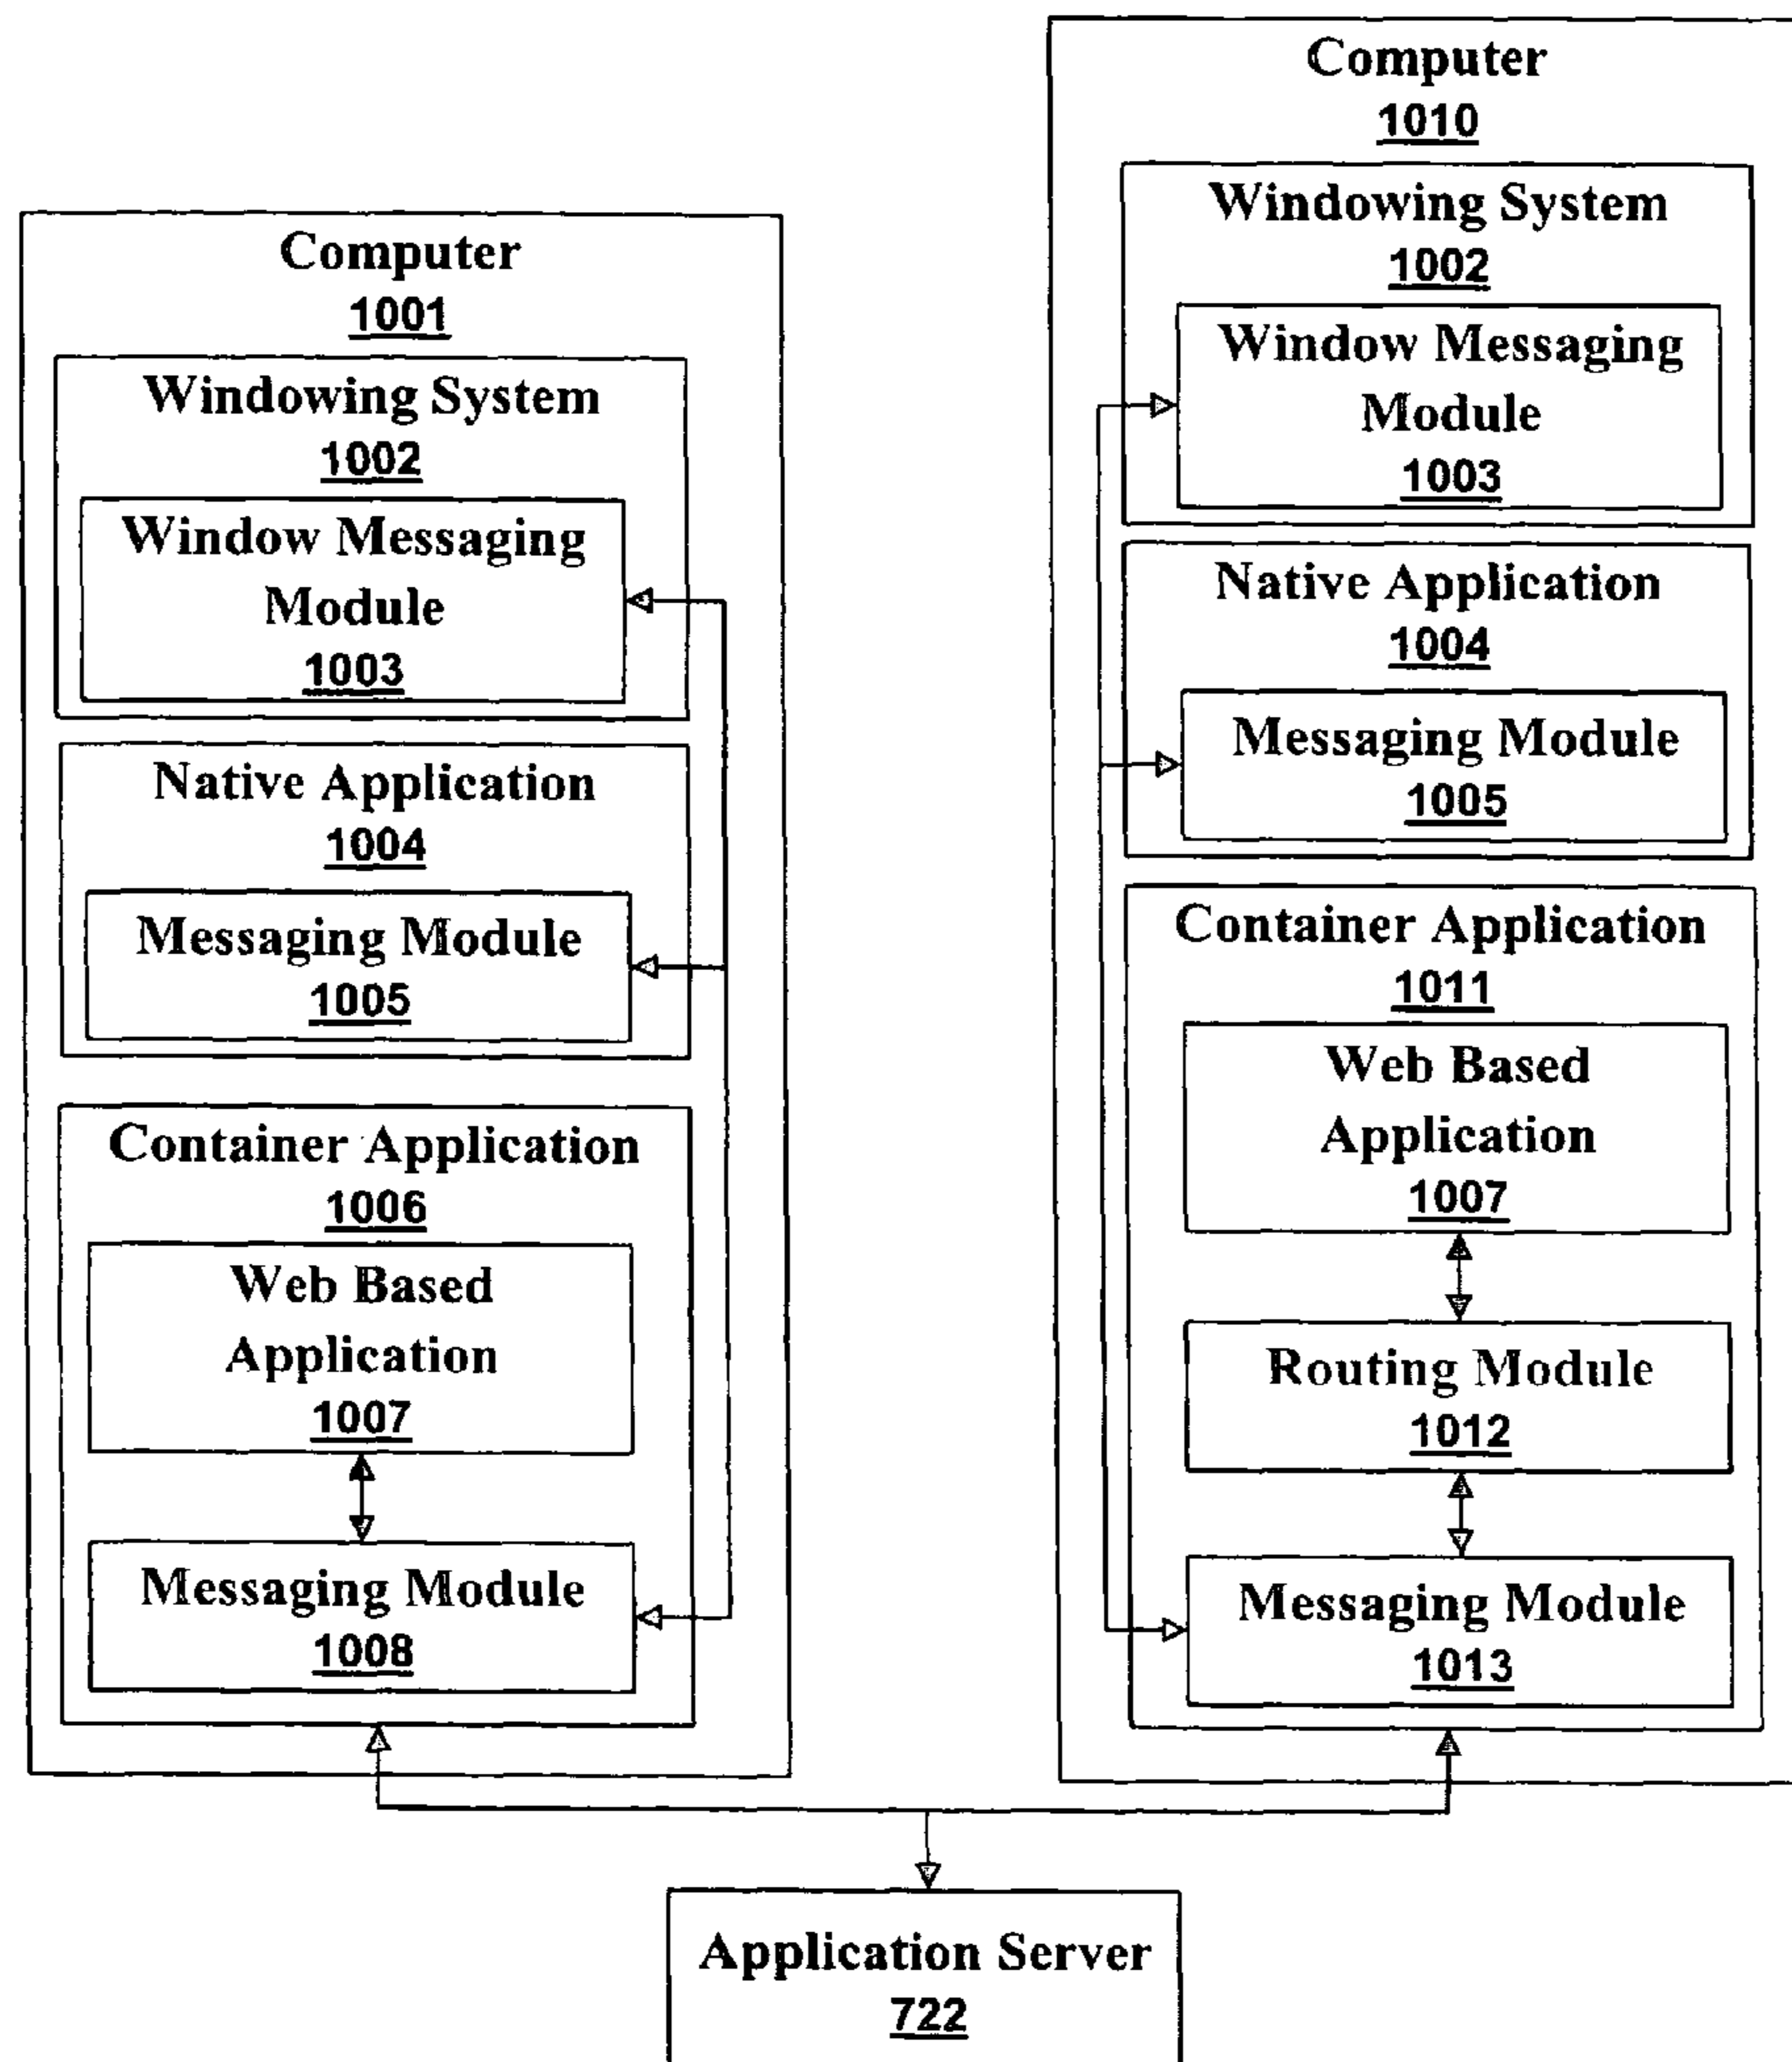 Computer
1001
Windowing System
1002
Window Messaging
Module
1003
Native Application
1004
Messaging Module
1005
Container Application
1006
Web Based
Application
1007
Messaging Module
1008
Computer
1010
Windowing System
1002
Window Messaging
Module
1003
Native Application
1004
Messaging Module
1005
Container Application
1011
Web Based
Application
1007
Routing Module
1012
Messaging Module
1013
Application Server
722